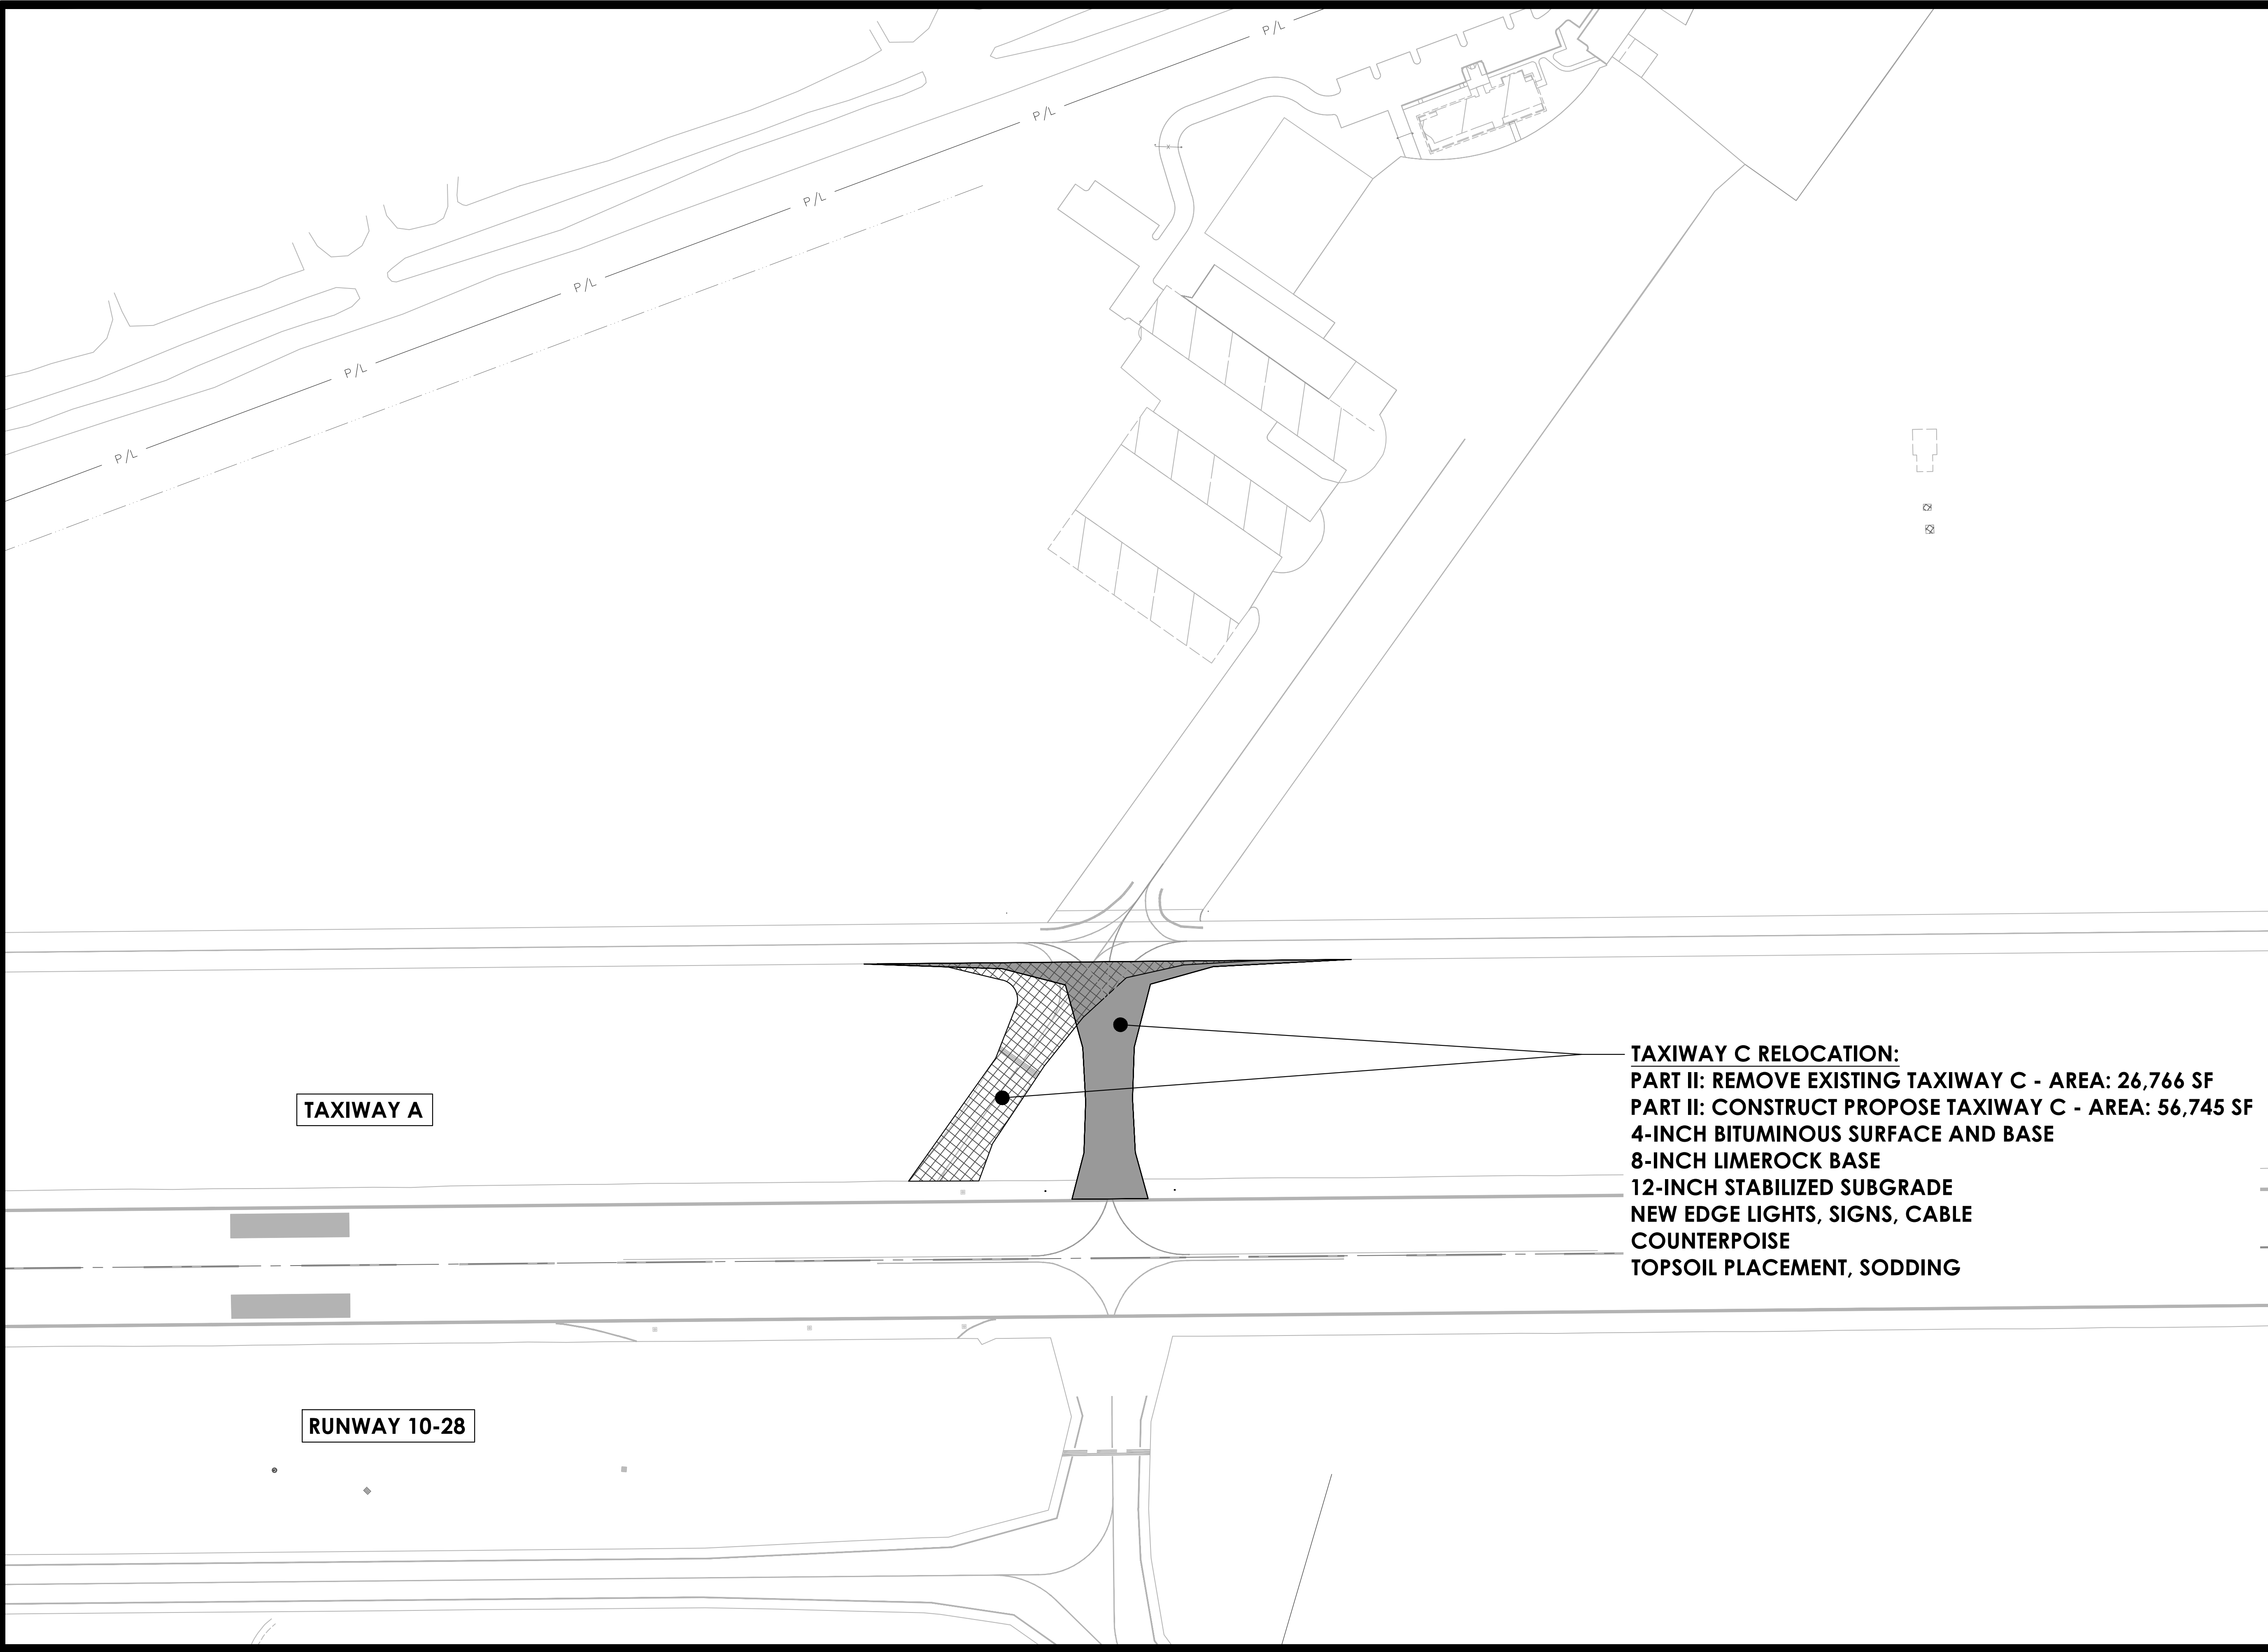 P/L
P/L
P/L
P/L
P/L
P/L
TAXIWAY C RELOCATION:
PART II: REMOVE EXISTING TAXIWAY C - AREA: 26,766 SF
PART II: CONSTRUCT PROPOSE TAXIWAY C - AREA: 56,745 SF
4-INCH BITUMINOUS SURFACE AND BASE
8-INCH LIMEROCK BASE
12-INCH STABILIZED SUBGRADE
NEW EDGE LIGHTS, SIGNS, CABLE
COUNTERPOISE
TOPSOIL PLACEMENT, SODDING
TAXIWAY A
RUNWAY 10-28